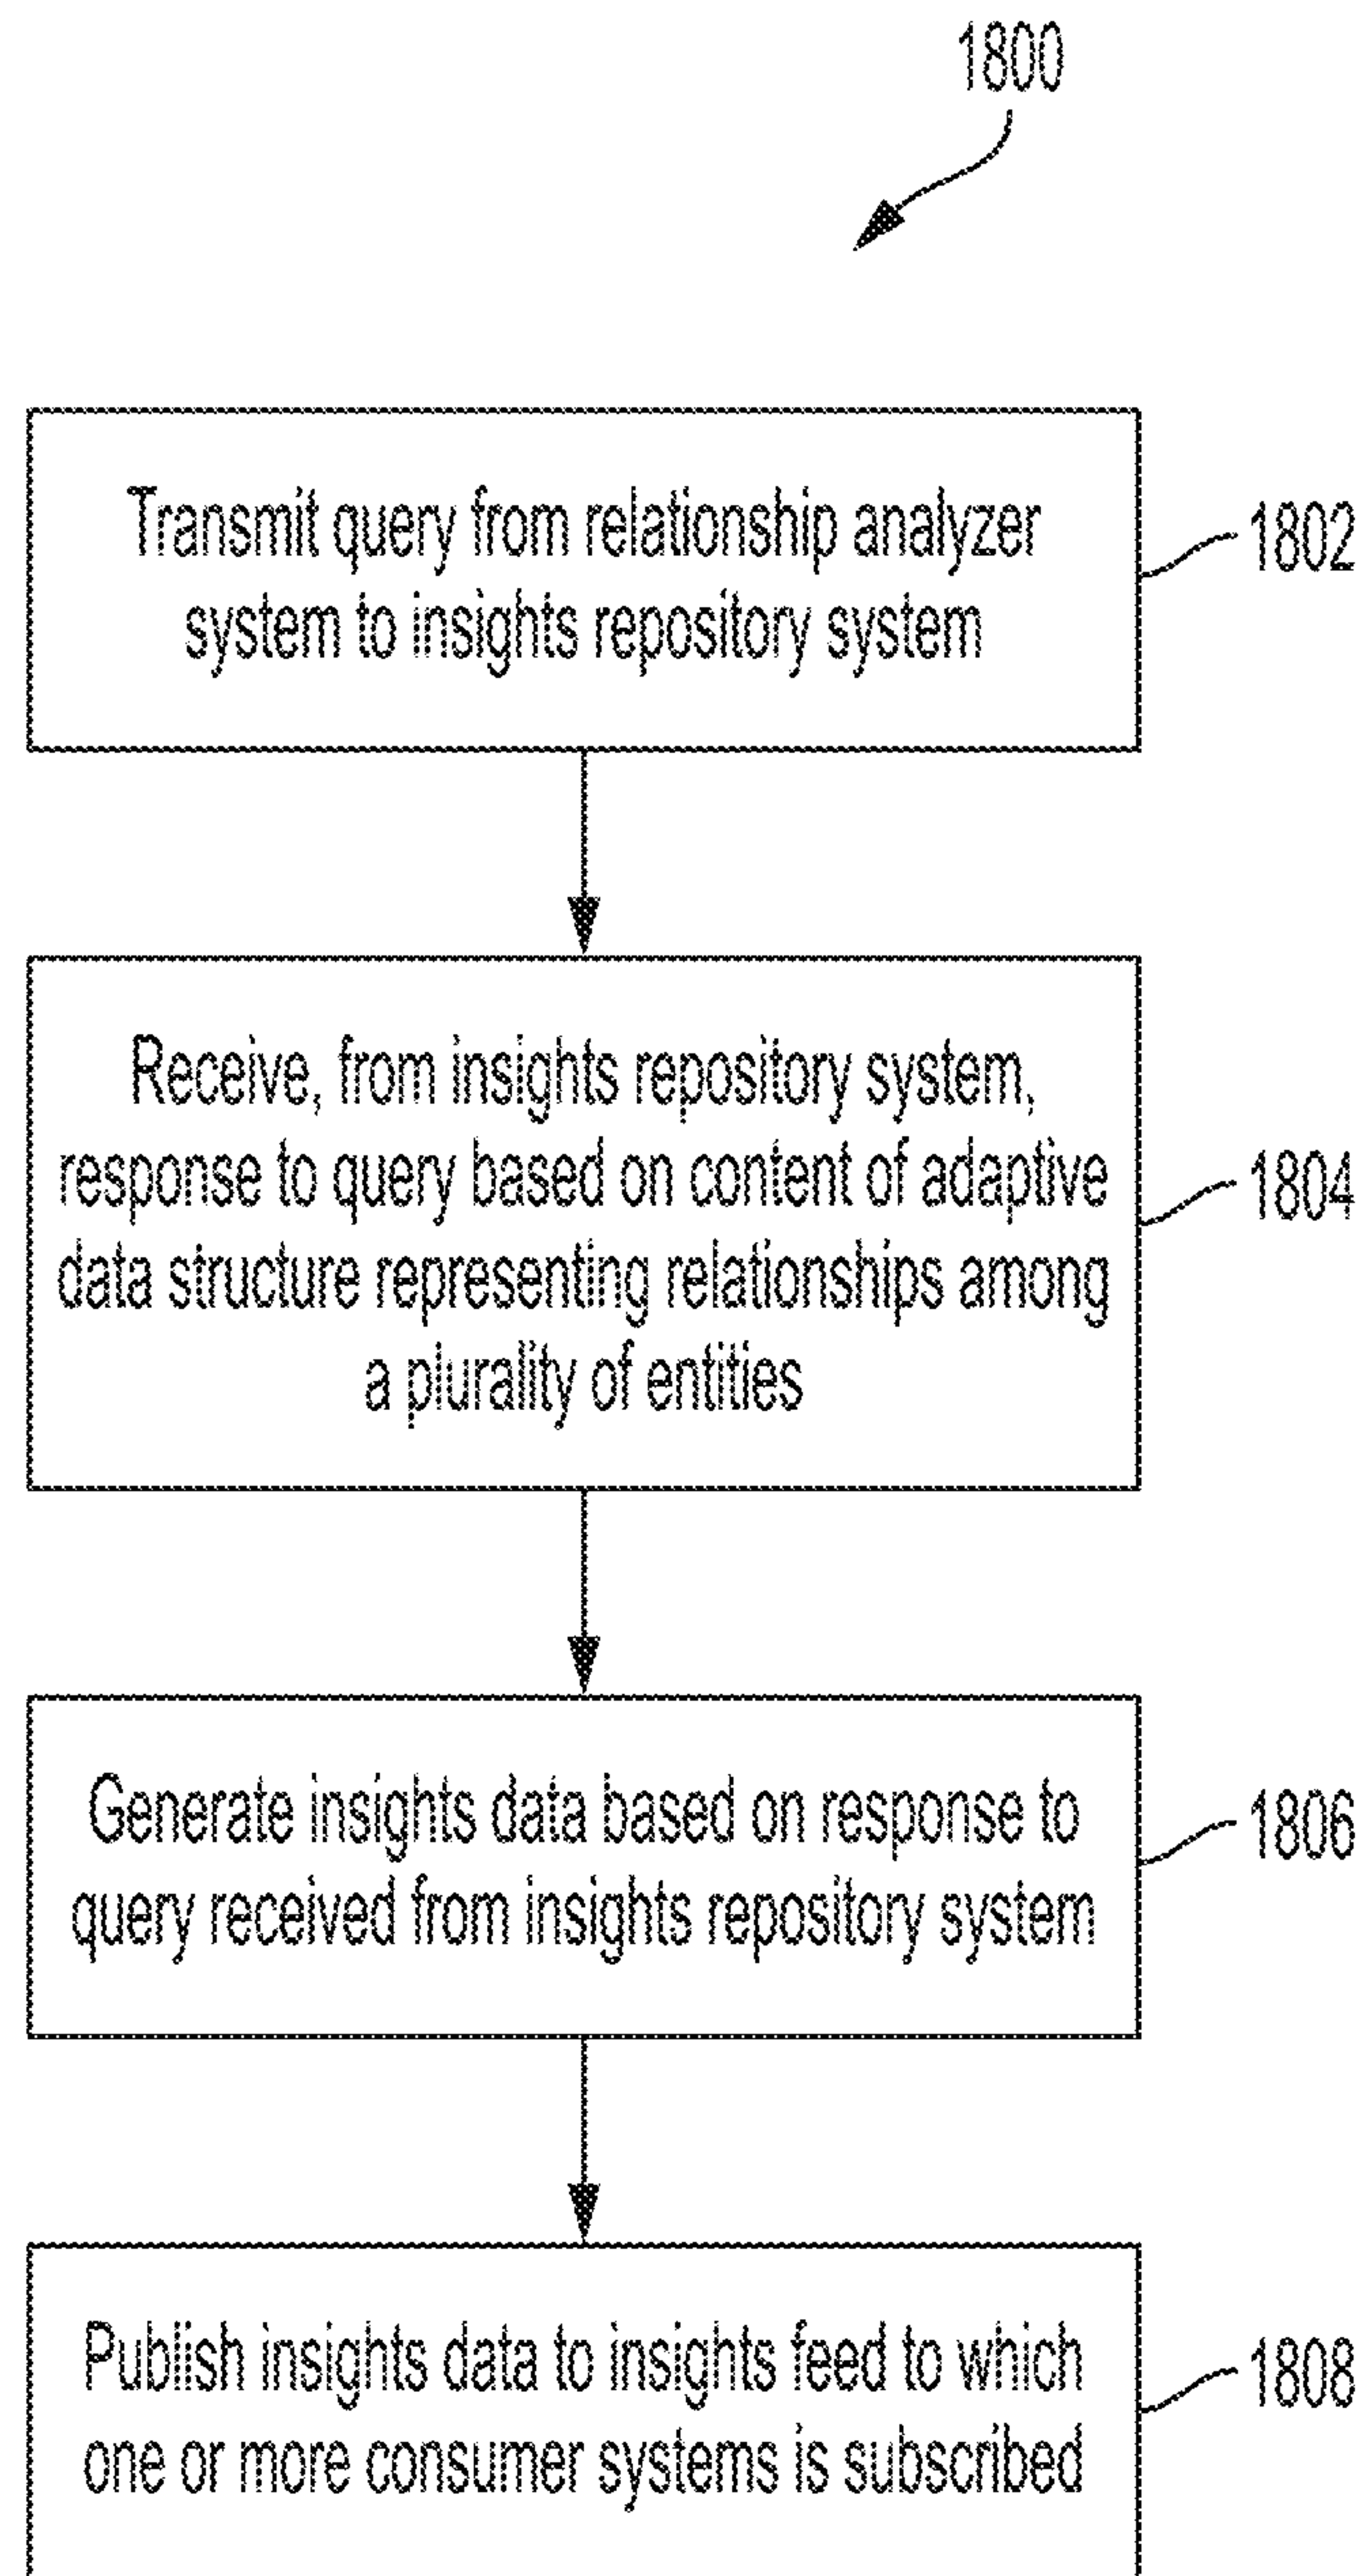 1800
Transmit query from relationship analyzer
system to insights repository system
1802
Receive, from insights repository system,
response to query based on content of adaptive
data structure representing relationships among
a plurality of entities
1804
Generate insights data based on response to
query received from insights repository system
1806
Publish insights data to insights feed to which
one or more consumer systems is subscribed
1808